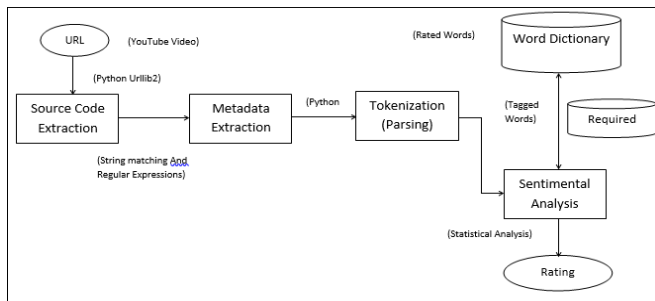 URL
(YouTube Video)
(Rated Words)
Word Dictionary
(Python Urllib2)
Source Code
Extraction
Metadata
Extraction
(Python
Tokenization
(Parsing)
(Tagged
Words)
Required
(String matching And
Regular Expressions)
Sentimental
Analysis
(Statistical Analysis)
Rating